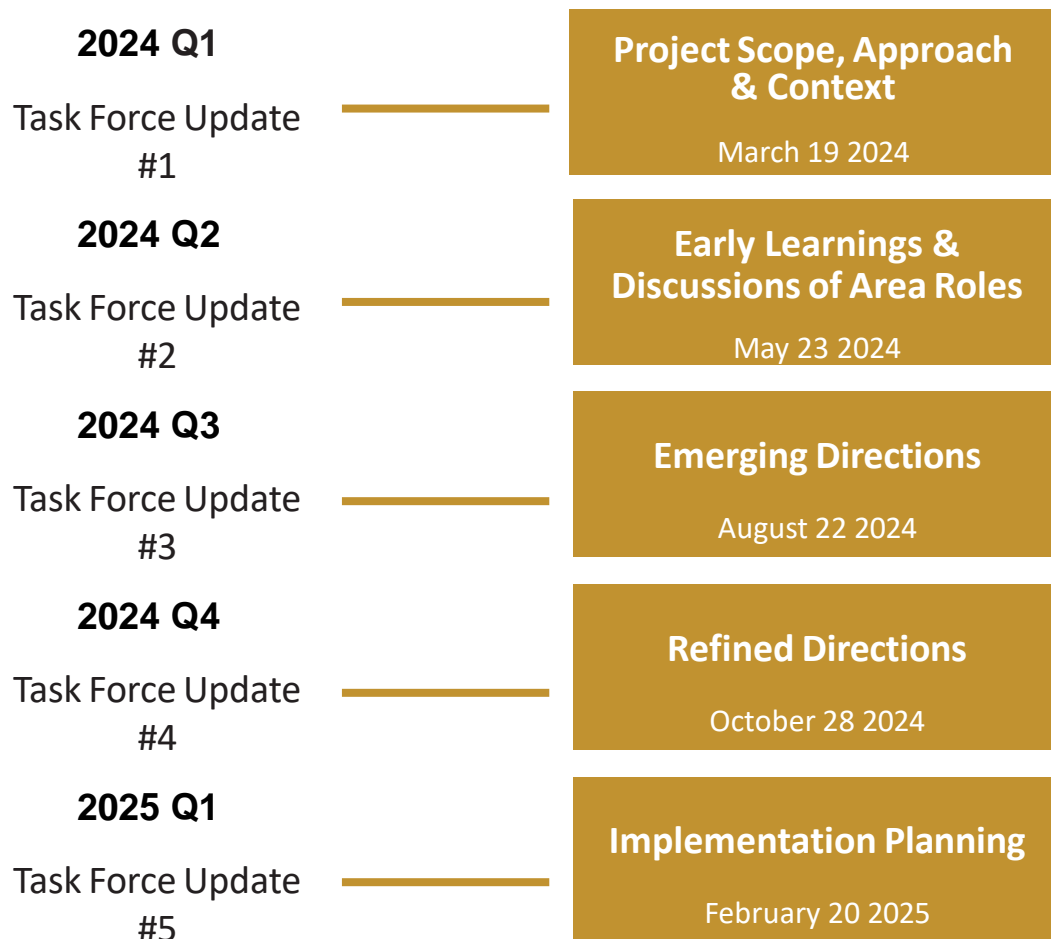 2024 Q1
Task Force Update
#1
Project Scope, Approach
& Context
March 19 2024
2024 Q2
Task Force Update
#2
Early Learnings &
Discussions of Area Roles
May 23 2024
2024 Q3
Task Force Update
#3
Emerging Directions
August 22 2024
2024 Q4
Task Force Update
#4
Refined Directions
October 28 2024
2025 Q1
Task Force Update
#5
Implementation Planning
February 20 2025